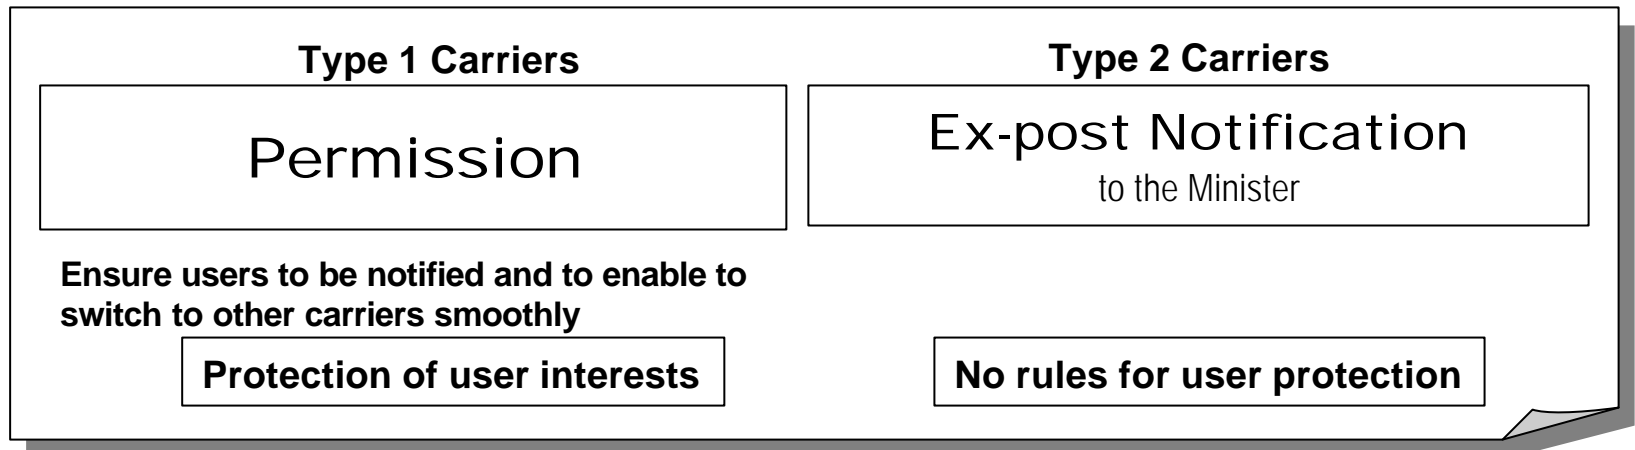 Type 1 Carriers
Permission
Ensure users to be notified and to enable to
switch to other carriers smoothly
Protection of user interests
Type 2 Carriers
Ex-post Notification
to the Minister
No rules for user protection